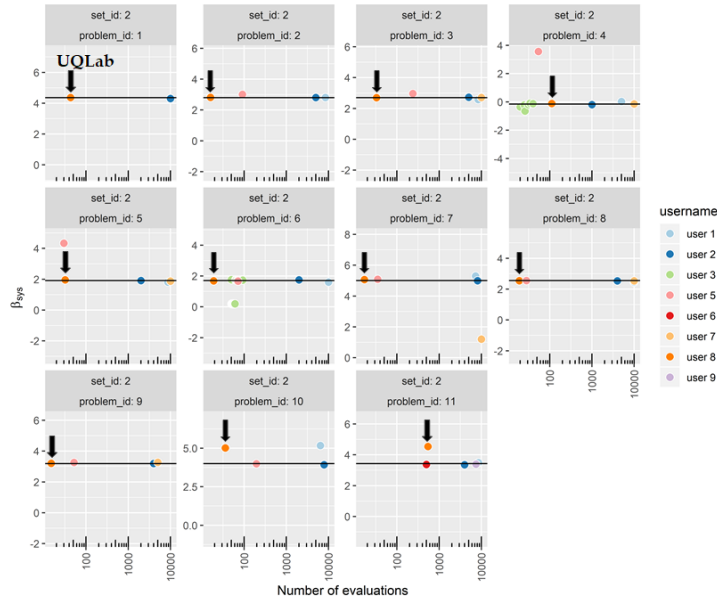 set_id: 2
set_id: 2
set_id: 2
set_id: 2
problem_id: 1
problem_id: 2
problem_id: 3
problem_id: 4
UQLab
6
4
2
0
6
4
2
0
-2
6
4
2
0
-2
4
2
0
-2
-4
set_id: 2
set_id: 2
set_id: 2
set_id: 2
problem_id: 5
problem_id: 6
problem_id: 7
problem_id: 8
4
2
0
-2
4
2
0
-2
8
6
4
2
0
6
4
2
0
-2
100
1000
10000
βsys
username
user 1
user 2
user 3
user 5
user 6
user 7
user 8
user 9
set_id: 2
set_id: 2
set_id: 2
problem_id: 9
problem_id: 10
problem_id: 11
6
4
2
0
-2
5.0
2.5
0.0
6
4
2
0
100
1000
10000
100
1000
10000
100
1000
10000
Number of evaluations